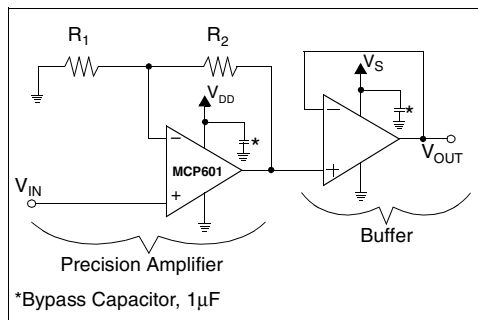 R1 R2
VS
VDD
*
*
–
–
MCP601
VOUT
VIN
+
+
Buffer
Precision Amplifier
*Bypass Capacitor, 1µF